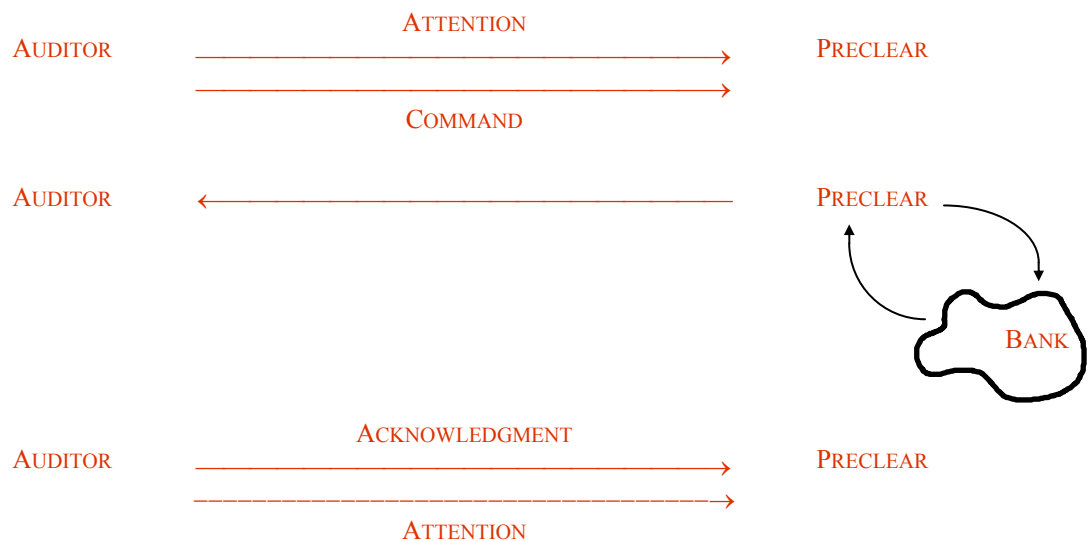 ATTENTION
AUDITOR PRECLEAR
COMMAND
AUDITOR PRECLEAR
BANK
ACKNOWLEDGMENT
AUDITOR PRECLEAR
ATTENTION